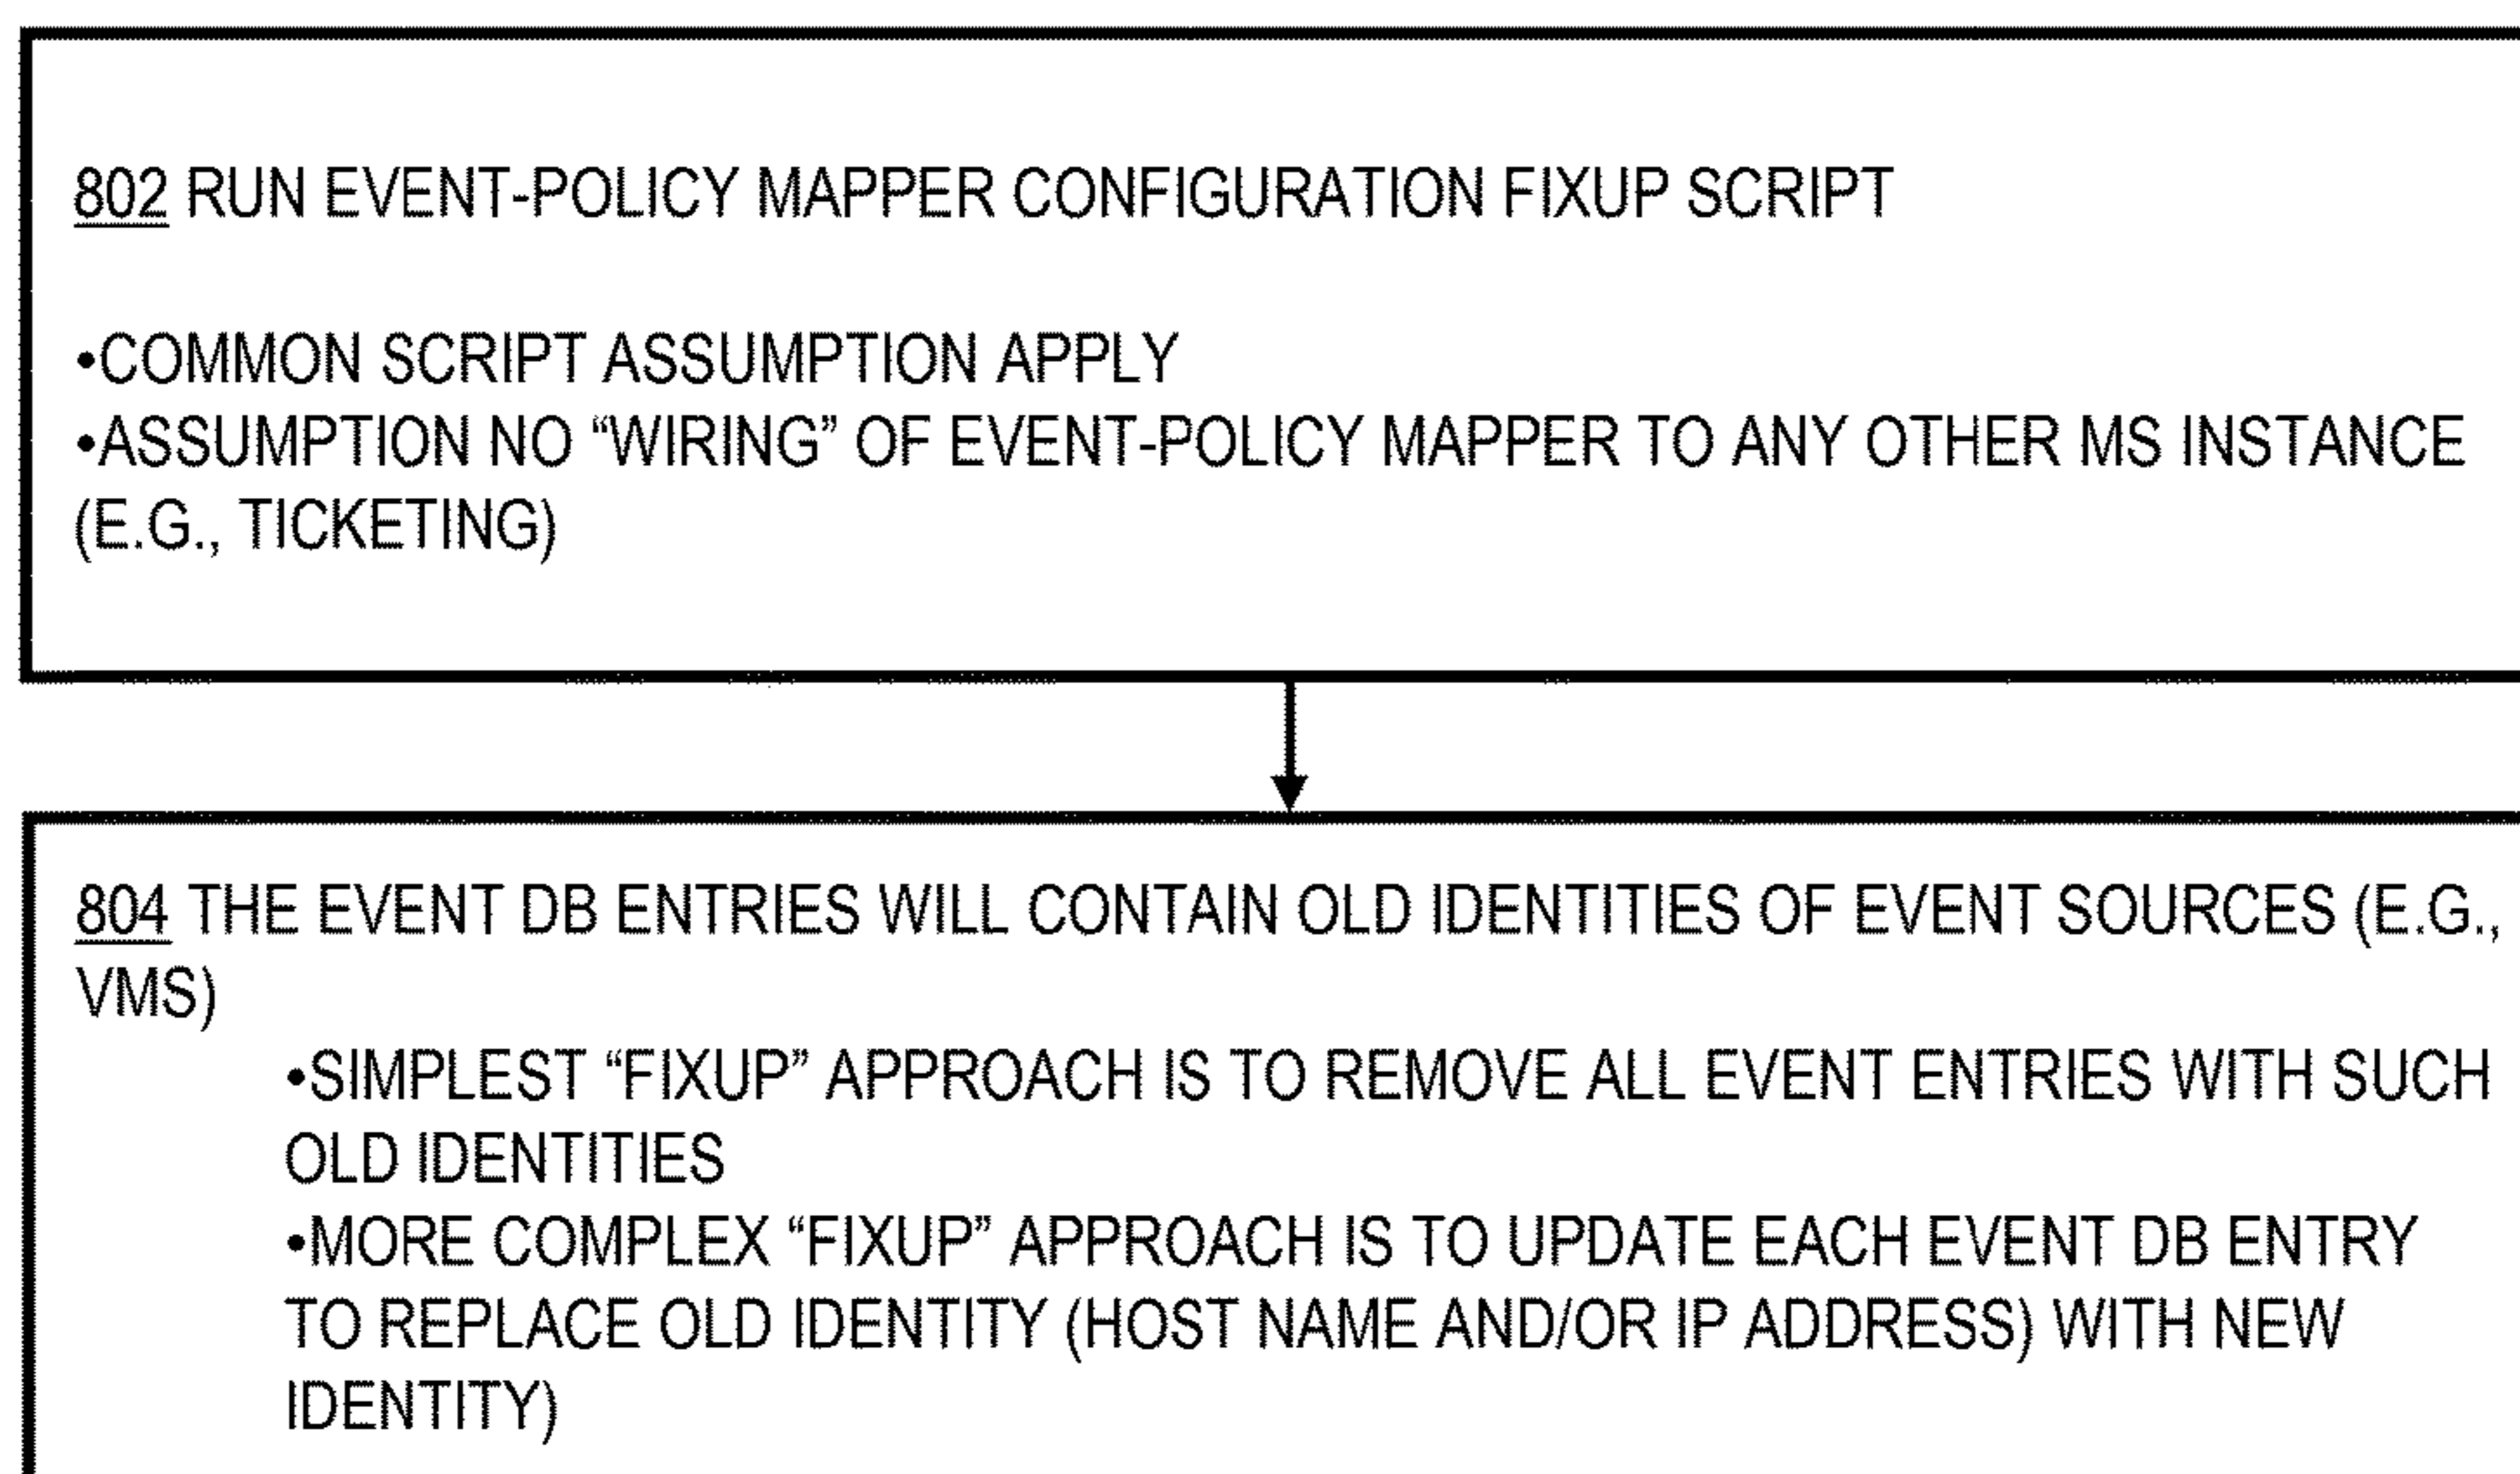 802 RUN EVENT-POLICY MAPPER CONFIGURATION FIXUP SCRIPT
•COMMON SCRIPT ASSUMPTION APPLY
•ASSUMPTION NO “WIRING” OF EVENT-POLICY MAPPER TO ANY OTHER MS INSTANCE
(E.G., TICKETING)
804 THE EVENT DB ENTRIES WILL CONTAIN OLD IDENTITIES OF EVENT SOURCES (E.G.,
VMS)
•SIMPLEST “FIXUP” APPROACH IS TO REMOVE ALL EVENT ENTRIES WITH SUCH
OLD IDENTITIES
•MORE COMPLEX “FIXUP” APPROACH IS TO UPDATE EACH EVENT DB ENTRY
TO REPLACE OLD IDENTITY (HOST NAME AND/OR IP ADDRESS) WITH NEW
IDENTITY)